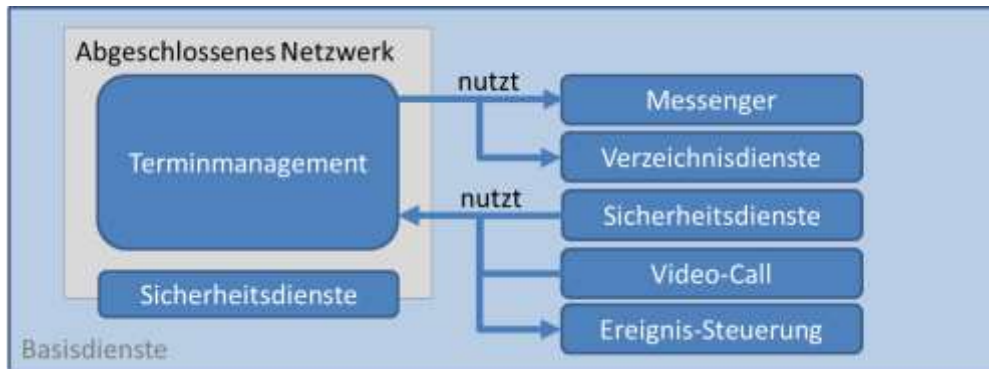 Abgeschlossenes Netzwerk
Terminmanagement
Sicherheitsdienste
nutzt
Messenger
Verzeichnisdienste
nutzt
Sicherheitsdienste
Video-Call
Ereignis-Steuerung
Basisdienste